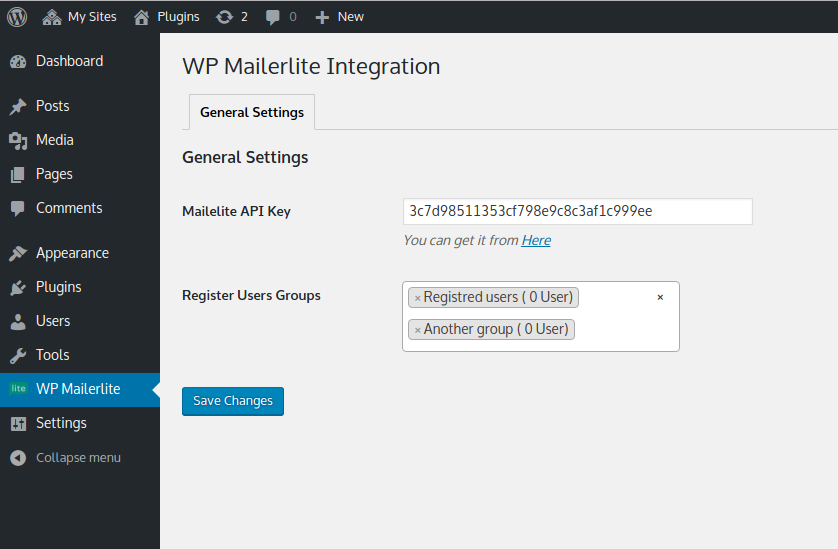 My Sites Plugins 2 0 New
Dashboard
Posts
Media
Pages
Comments
Appearance
Plugins
Users
Tools
lite WP Mailerlite
Settings
Collapse menu
WP Mailerlite Integration
General Settings
General Settings
Mailelite API Key 3c7d98511353cf798e9c8c3af1c999ee
You can get it from Here
Register Users Groups × Registred users ( 0 User) ×
× Another group ( 0 User)
Save Changes